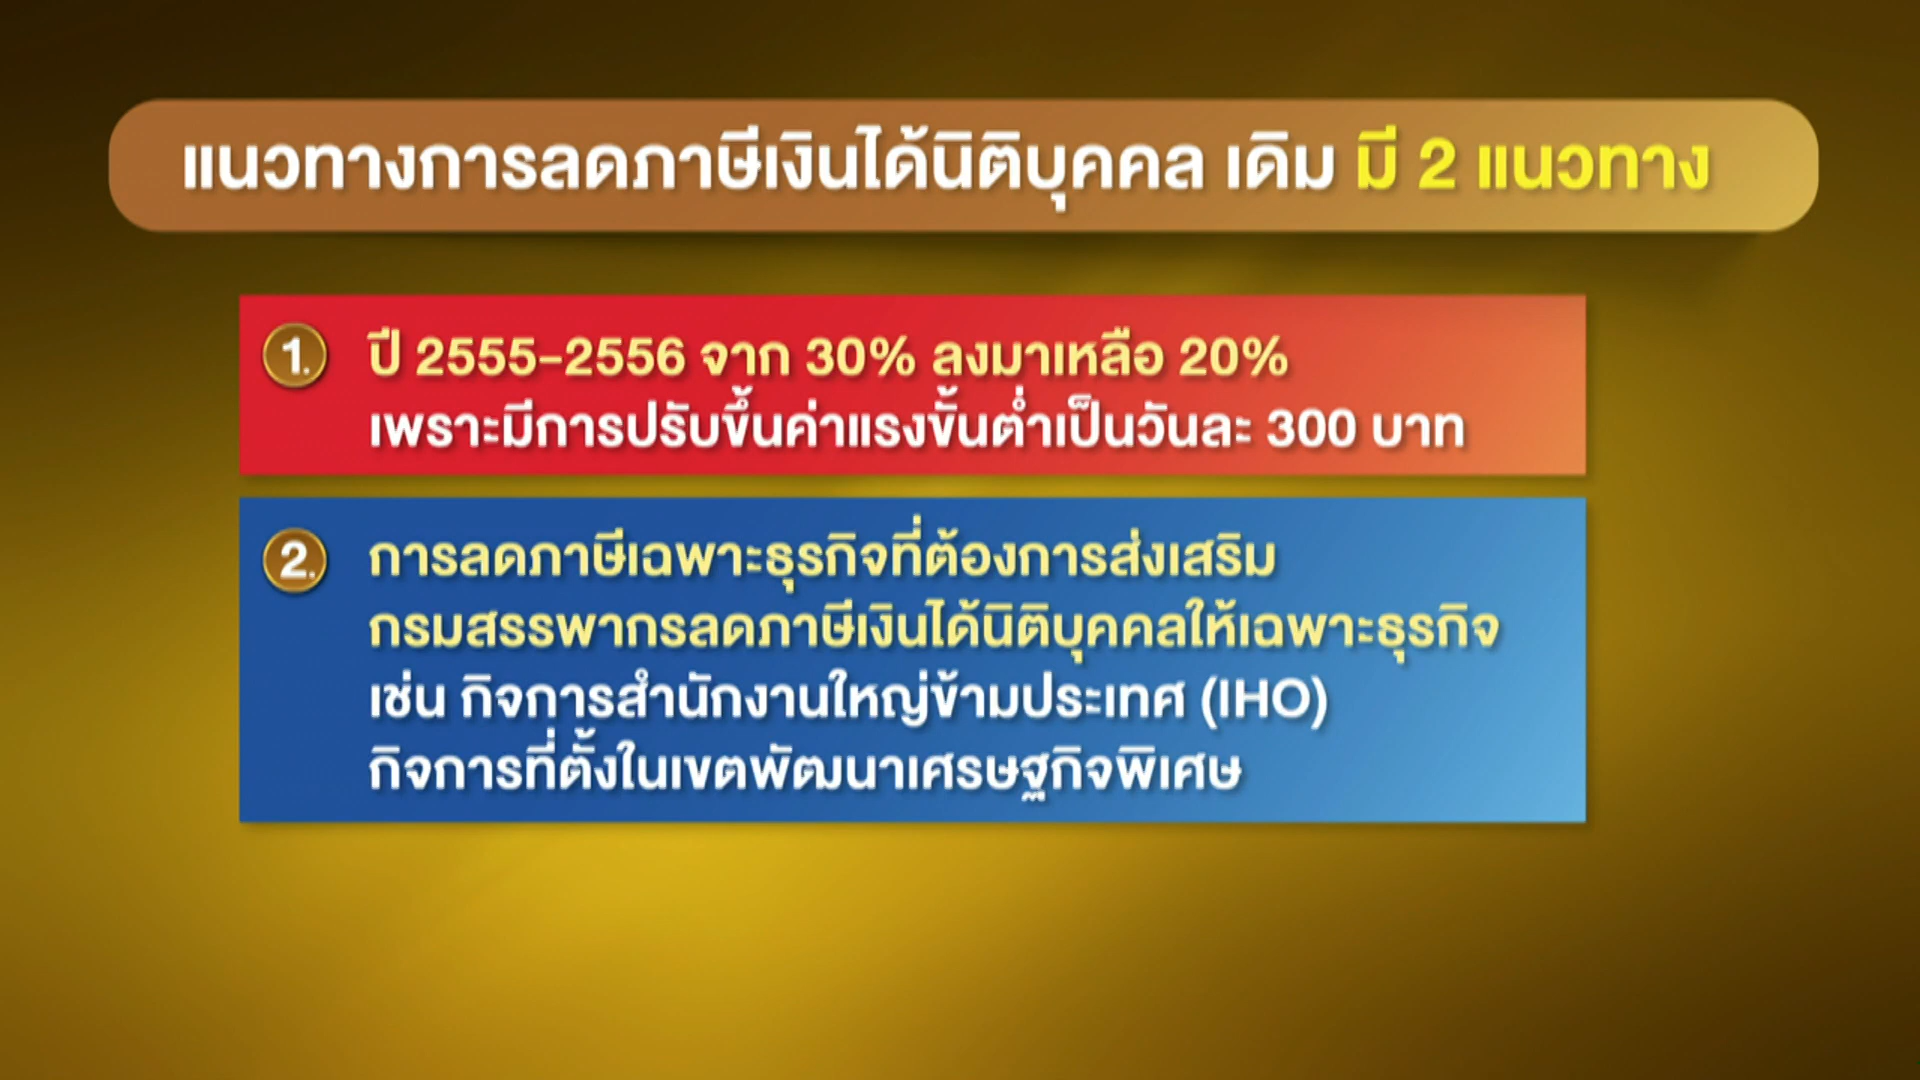 แนวทางการลดภาษีเงินได้นิติบุคคล เดิม มี 2 แนวทาง
1. ปี 2555-2556 จาก 30% ลงมาเหลือ 20%
เพราะมีการปรับขึ้นค่าแรงขั้นต่ำเป็นวันละ 300 บาท
2. การลดภาษีเฉพาะธุรกิจที่ต้องการส่งเสริม
กรมสรรพากรลดภาษีเงินได้นิติบุคคลให้เฉพาะธุรกิจ
เช่น กิจการสำนักงานใหญ่ข้ามประเทศ (IHO)
กิจการที่ตั้งในเขตพัฒนาเศรษฐกิจพิเศษ